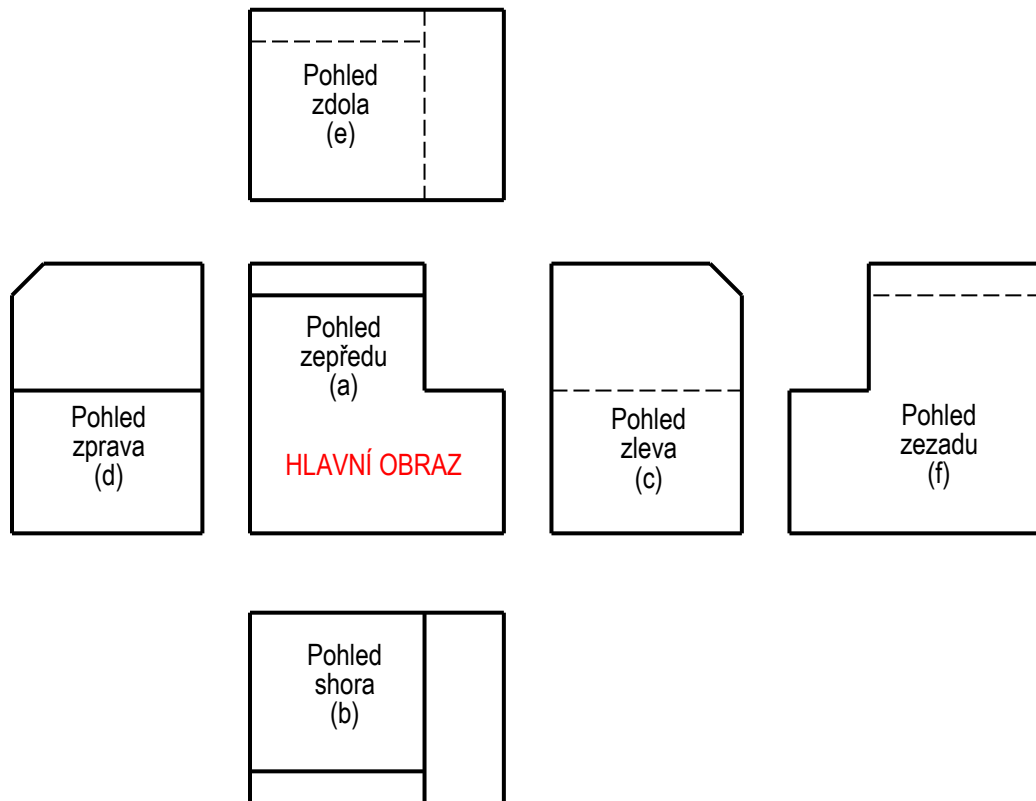 Pohled
zdola
(e)
Pohled
zprava
(d)
Pohled
zepředu
(a)
HLAVNÍ OBRAZ
Pohled
zleva
(c)
Pohled
zezadu
(f)
Pohled
shora
(b)